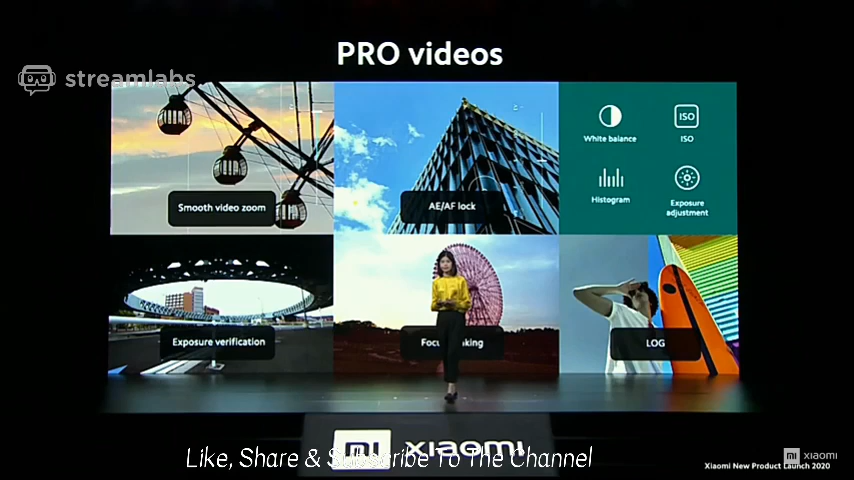 PRO videos
streamlabs
Smooth video zoom
AE/AF lock
White balance
ISO
ISO
Histogram
Exposure
adjustment
Exposure verification
LOG
mi xiaomi
Like, Share & Subscribe To The Channel
mi xiaomi
Xiaomi New Product Launch 2020